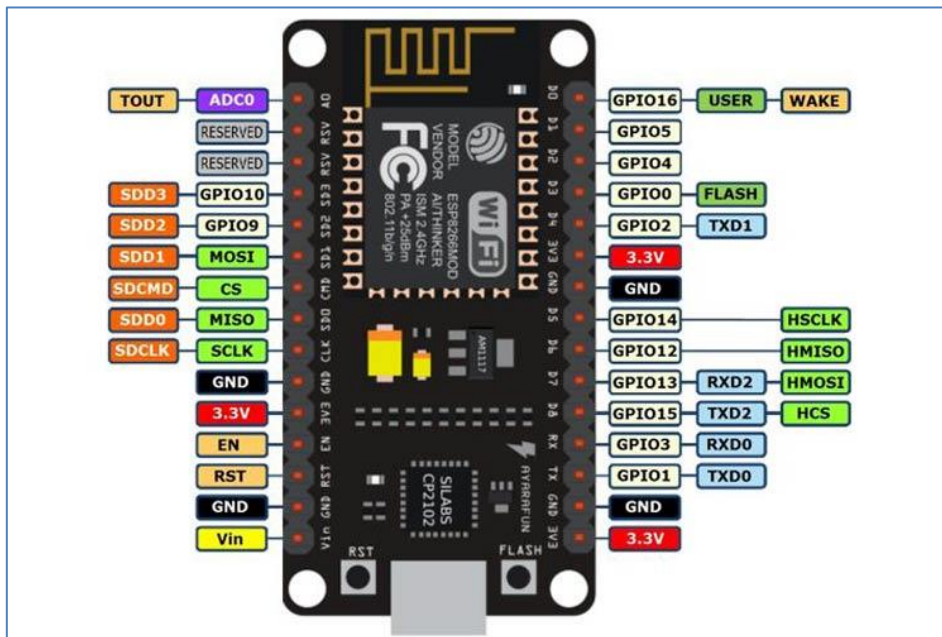 TOUT ADC0 A0
RESERVED RSV
RESERVED RSV
SDD3 GPIO10 SD3
SDD2 GPIO9 SD2
SDD1 MOSI SD1
SDCMD CS CMD
SDD0 MISO SD0
SDCLK SCLK CLK
GND GND
3.3V 3V3
EN EN
RST RST
GND GND
Vin Vin
MODEL
VENDOR
ESP8266MOD
AI/THINKER
ISM 2.4GHz
PA +25dBm
802.11b/g/n
FC
Wi Fi
AM1117
SILABS
CP2102
AYARAFUN
RST
FLASH
D0 GPIO16 USER WAKE
D1 GPIO5
D2 GPIO4
D3 GPIO0 FLASH
D4 GPIO2 TXD1
3V3 3.3V
GND GND
D5 GPIO14 HSCLK
D6 GPIO12 HMISO
D7 GPIO13 RXD2 HMOSI
D8 GPIO15 TXD2 HCS
RX GPIO3 RXD0
TX GPIO1 TXD0
GND GND
3V3 3.3V